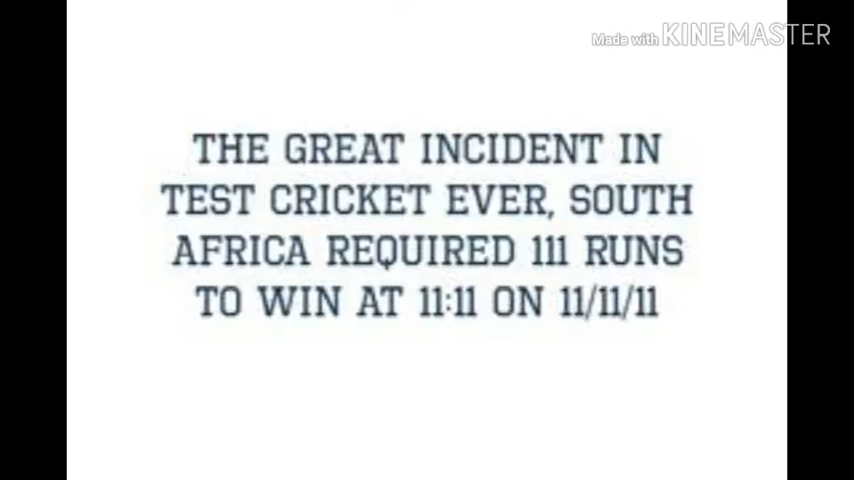 Made with KINEMASTER
THE GREAT INCIDENT IN
TEST CRICKET EVER, SOUTH
AFRICA REQUIRED 111 RUNS
TO WIN AT 11:11 ON 11/11/11